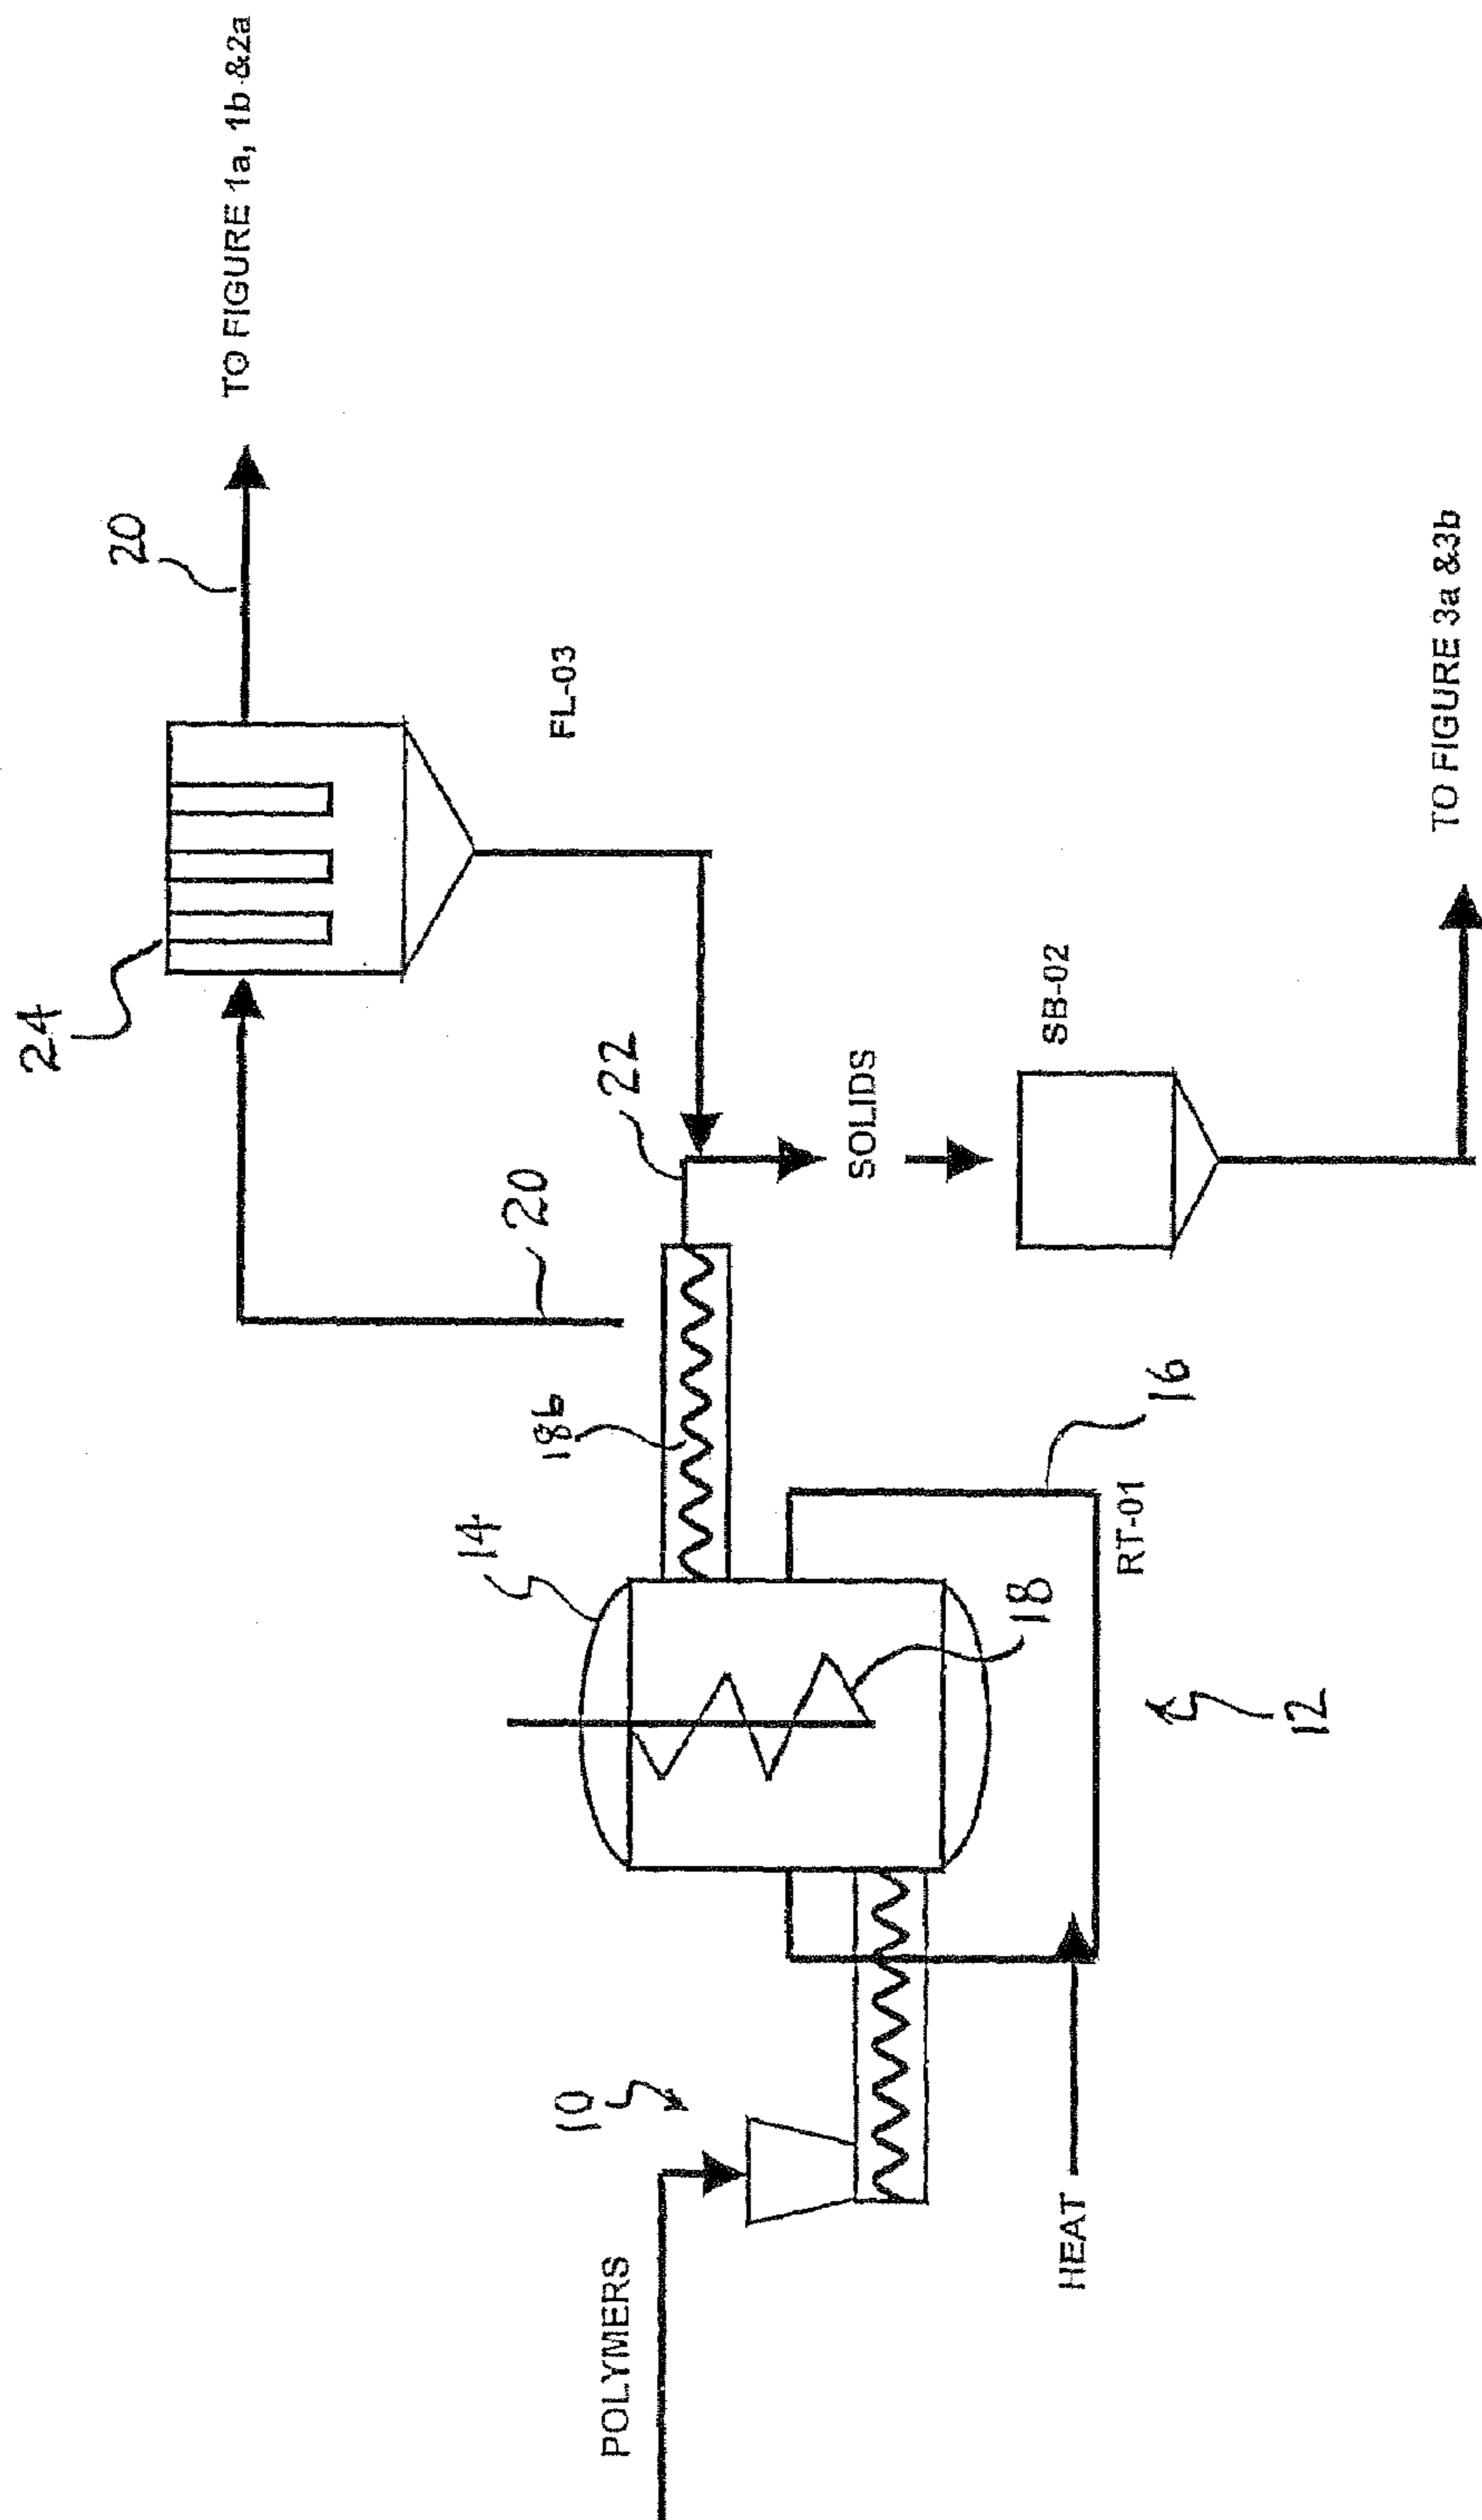 TO FIGURE 1a, 1b &2a
20
24
FL-03
22
20
SOLIDS
SB-02
TO FIGURE 3a &3b
18b
14
16
RT-01
18
12
10
POLYMERS
HEAT